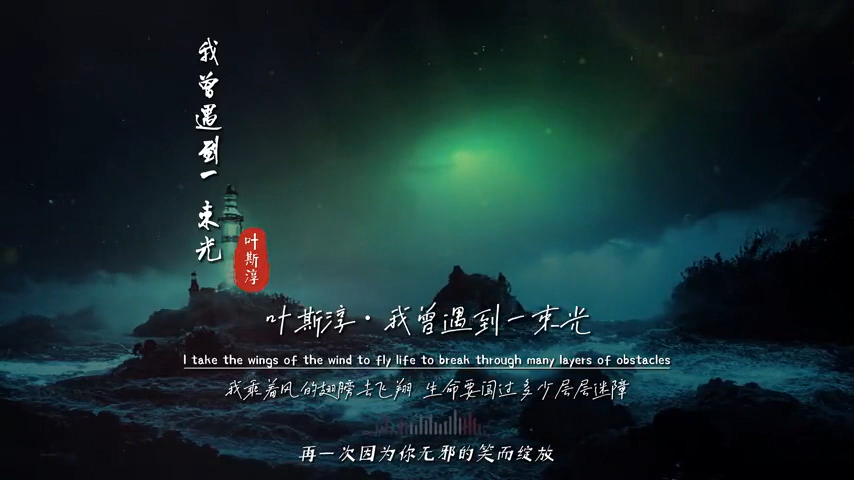 我曾遇到一束光
叶斯淳
叶斯淳·我曾遇到一束光
I take the wings of the wind to fly life to break through many layers of obstacles
我乘着风的翅膀去飞翔 生命要闯过多少层层迷障
再一次因为你无邪的笑而绽放